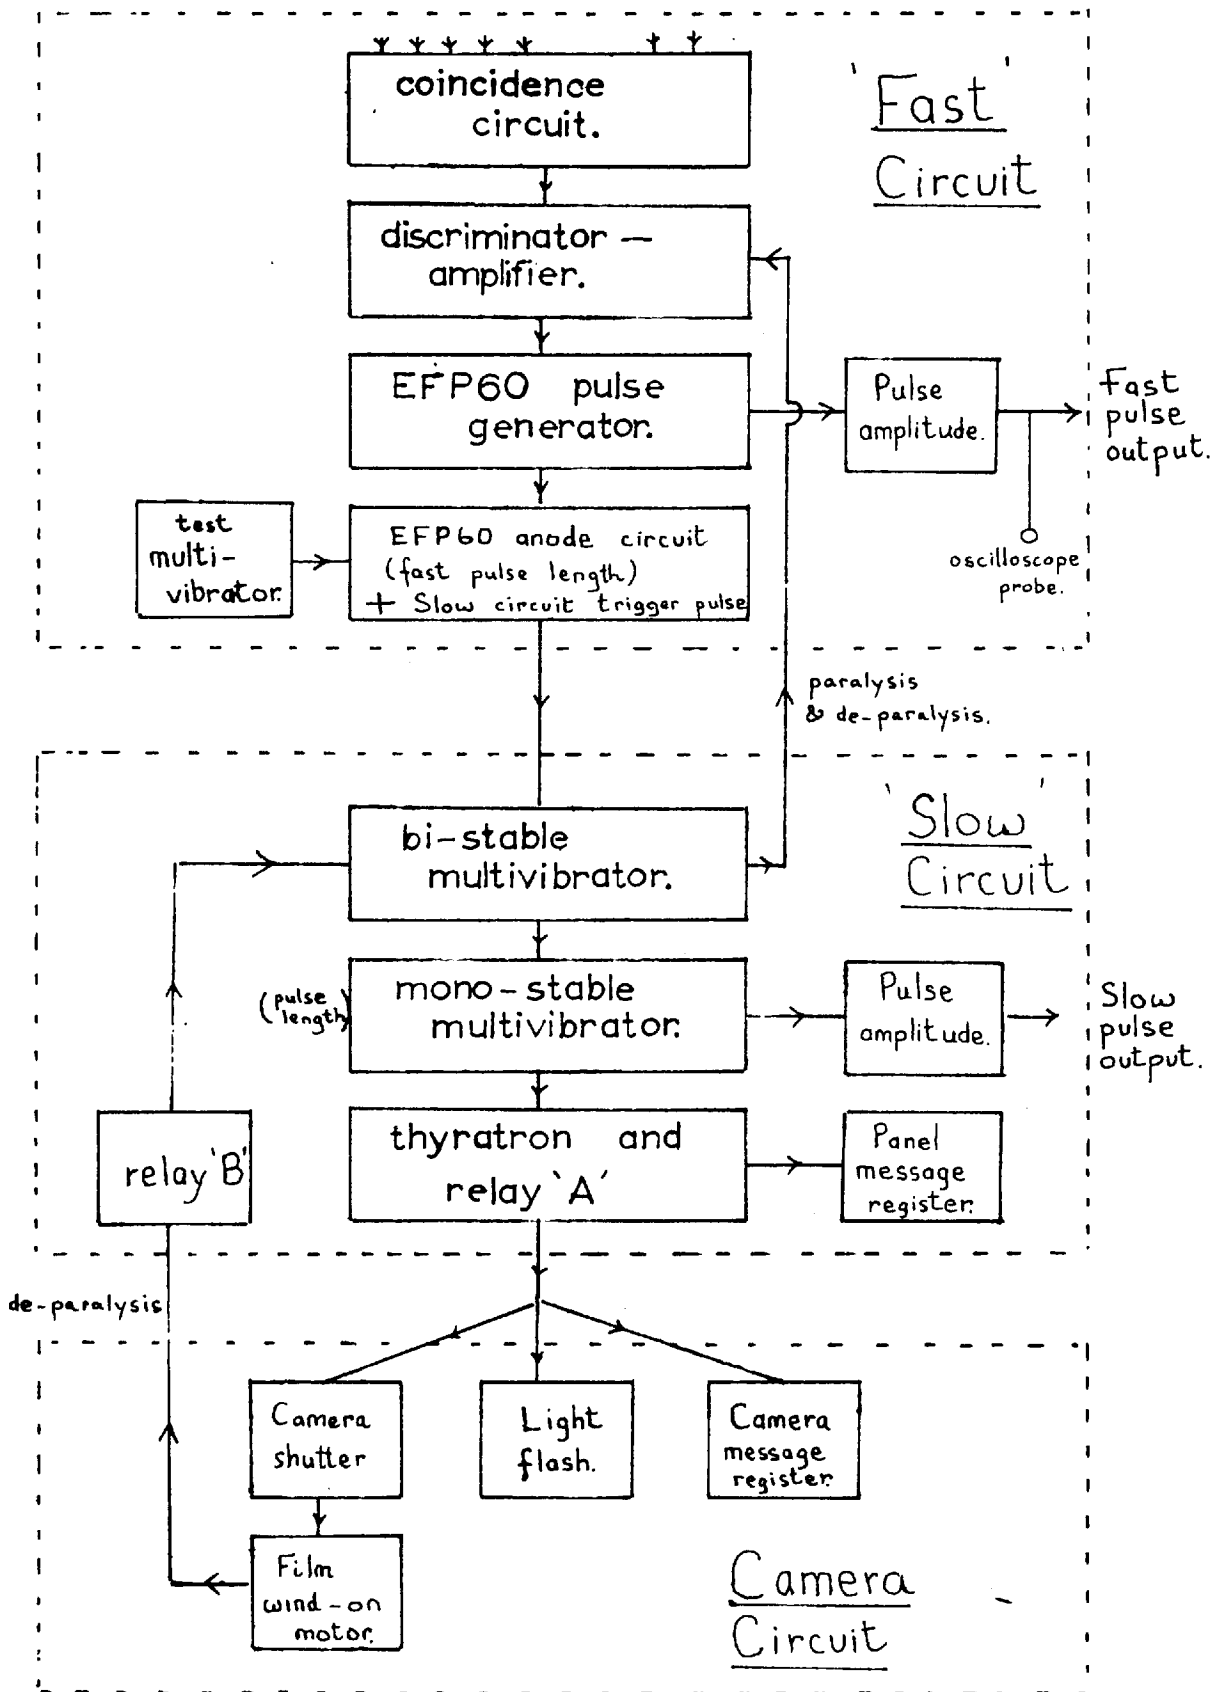 coincidence
circuit.
'Fast'
Circuit
discriminator —
amplifier.
EFP60 pulse
generator.
Pulse
amplitude.
Fast
pulse
output.
test
multi-
vibrator.
EFP60 anode circuit
(fast pulse length)
+ Slow circuit trigger pulse
oscilloscope
probe.
paralysis
& de-paralysis.
'Slow'
Circuit
bi-stable
multivibrator.
(pulse
length)
mono-stable
multivibrator.
Pulse
amplitude.
Slow
pulse
output.
relay 'B'
thyratron and
relay 'A'
Panel
message
register.
de-paralysis
Camera
shutter
Light
flash.
Camera
message
register.
Film
wind-on
motor.
Camera
Circuit